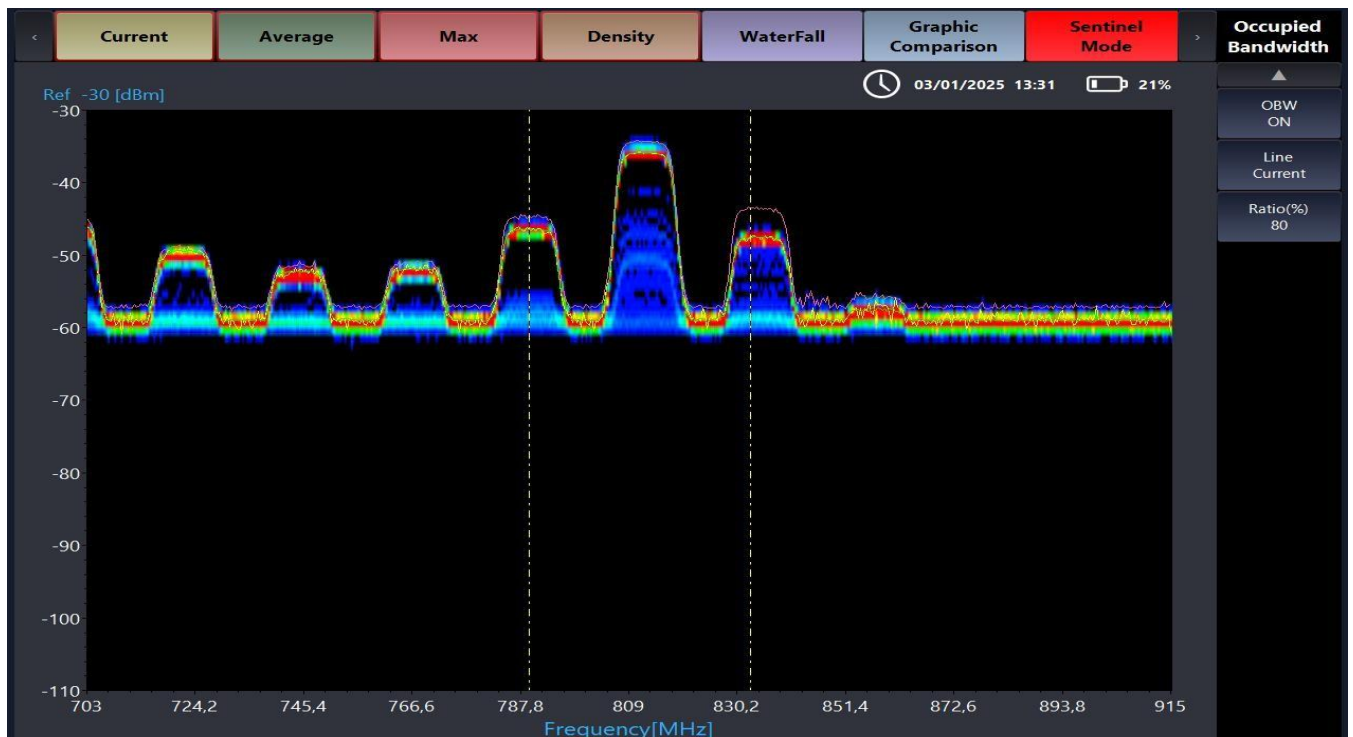 ‹
Current
Average
Max
Density
WaterFall
Graphic
Comparison
Sentinel
Mode
›
Occupied
Bandwidth
Ref -30 [dBm]
03/01/2025 13:31
21%
OBW
ON
Line
Current
Ratio(%)
80
-30
-40
-50
-60
-70
-80
-90
-100
-110
703 724,2 745,4 766,6 787,8 809 830,2 851,4 872,6 893,8 915
Frequency[MHz]